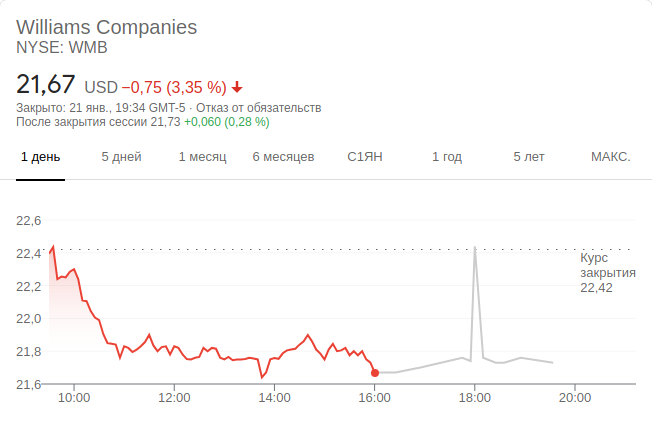 Williams Companies
NYSE: WMB
21,67 USD −0,75 (3,35 %)
Закрыто: 21 янв., 19:34 GMT-5 · Отказ от обязательств
После закрытия сессии 21,73 +0,060 (0,28 %)
1 день 5 дней 1 месяц 6 месяцев С1ЯН 1 год 5 лет МАКС.
22,6
22,4
22,2
22,0
21,8
21,6
Курс
закрытия
22,42
10:00 12:00 14:00 16:00 18:00 20:00